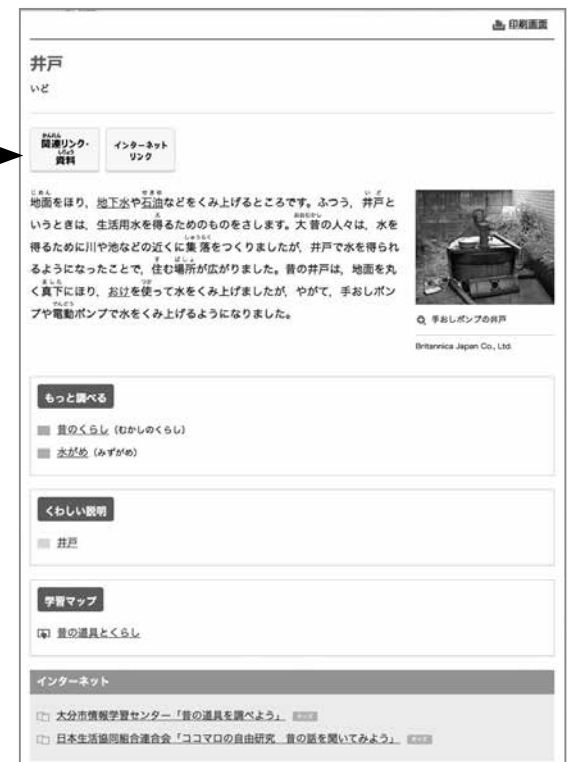 印刷画面
井戸
いど
関連リンク・資料
インターネットリンク
地面をほり，地下水や石油などをくみ上げるところです。ふつう，井戸と
いうときは，生活用水を得るためのものをさします。大昔の人々は，水を
得るために川や池などの近くに集落をつくりましたが，井戸で水を得られ
るようになったことで，住む場所が広がりました。昔の井戸は，地面を丸
く真下にほり，おけを使って水をくみ上げましたが，やがて，手おしポン
プや電動ポンプで水をくみ上げるようになりました。
手おしポンプの井戸
Britannica Japan Co., Ltd.
もっと調べる
昔のくらし（むかしのくらし）
水がめ（みずがめ）
くわしい説明
井戸
学習マップ
昔の道具とくらし
インターネット
大分市情報学習センター「昔の道具を調べよう」
日本生活協同組合連合会「ココマロの自由研究　昔の話を聞いてみよう」